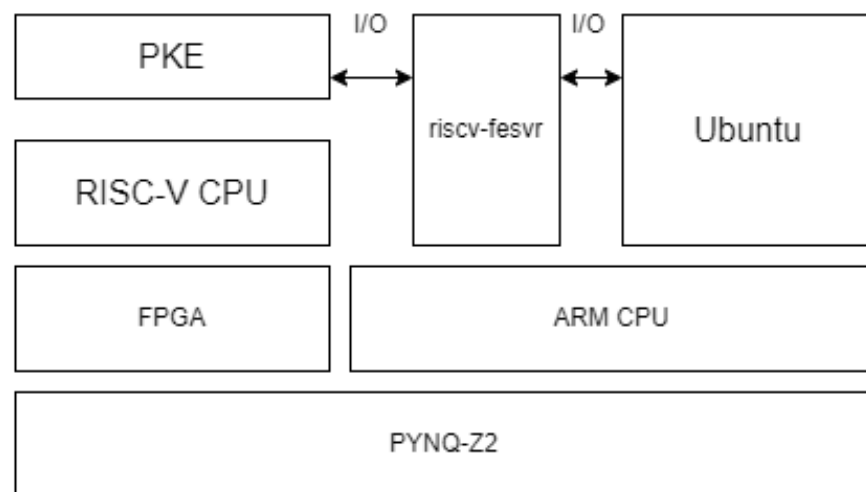 I/O
I/O
PKE
riscv-fesvr
Ubuntu
RISC-V CPU
FPGA
ARM CPU
PYNQ-Z2